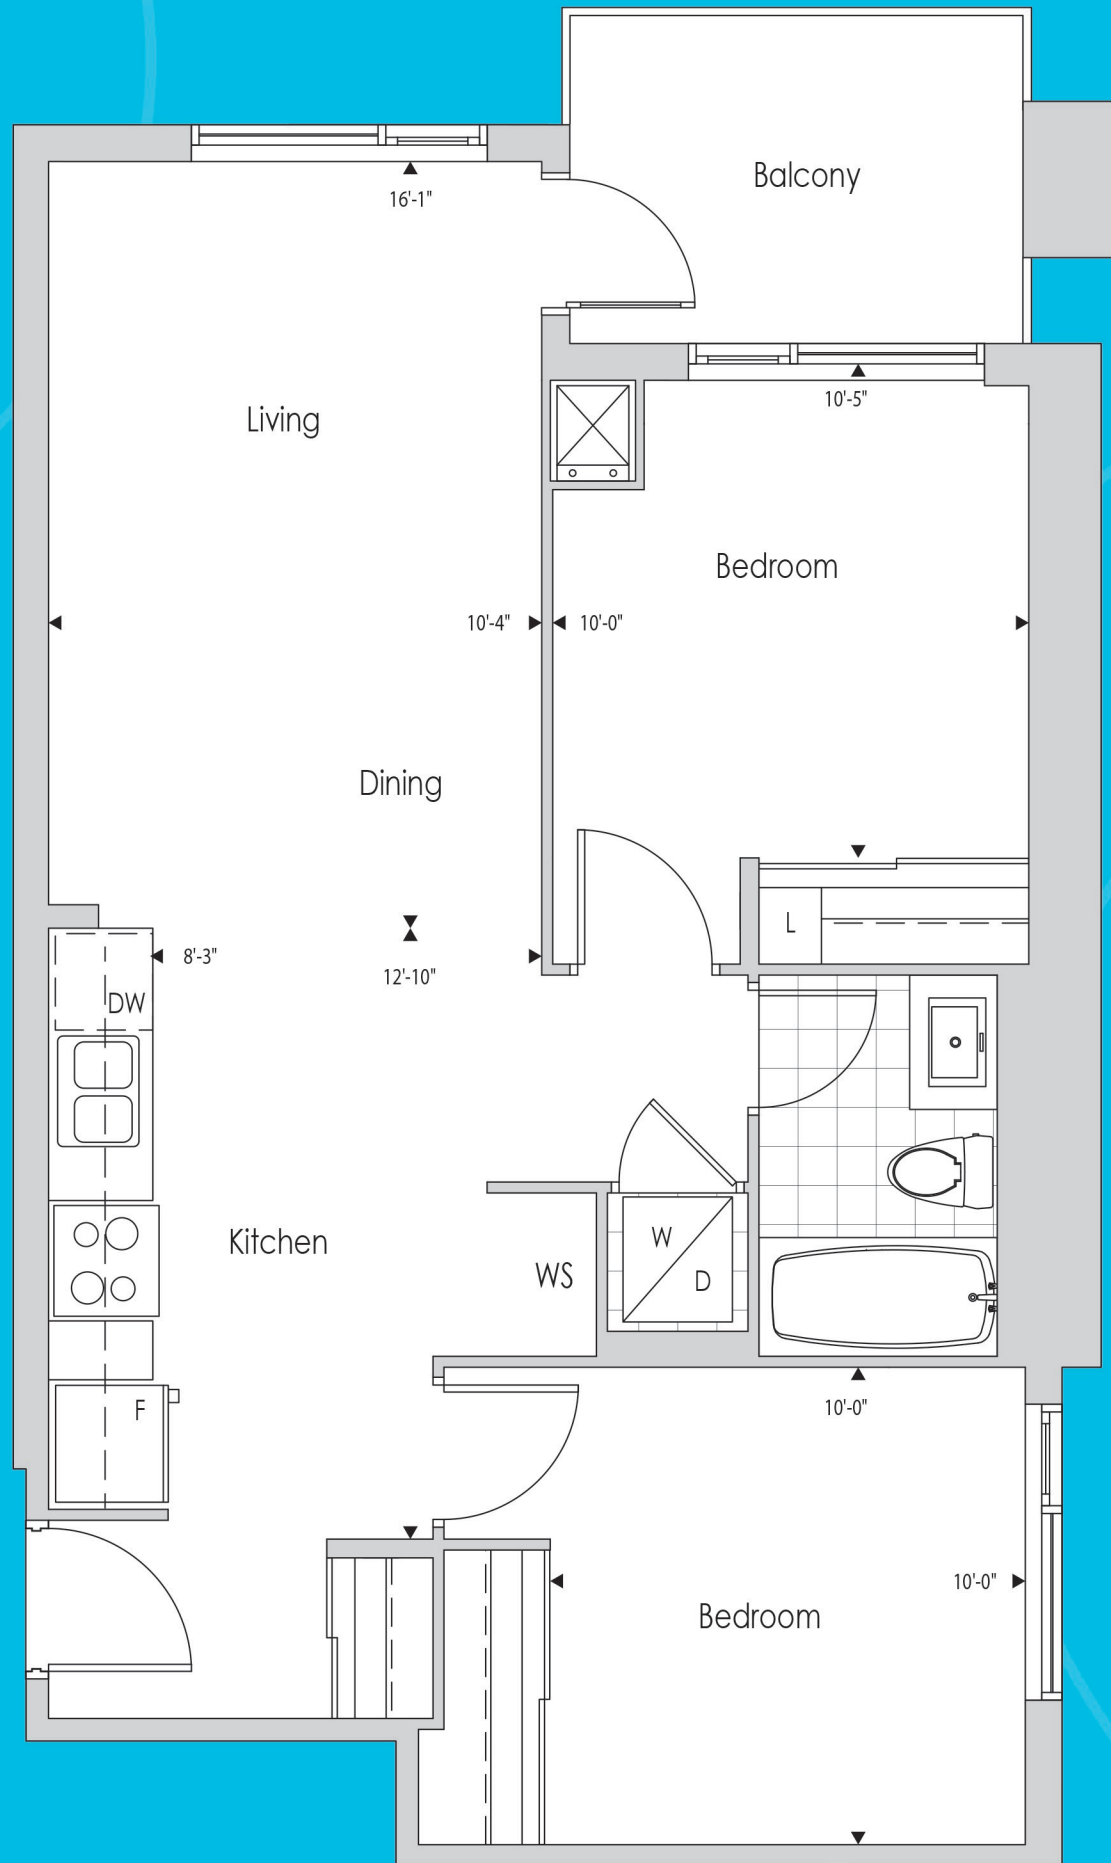 Balcony
16'-1"
10'-5"
Living
Bedroom
10'-4"
10'-0"
Dining
L
8'-3"
12'-10"
DW
Kitchen
W
D
WS
F
10'-0"
10'-0"
Bedroom